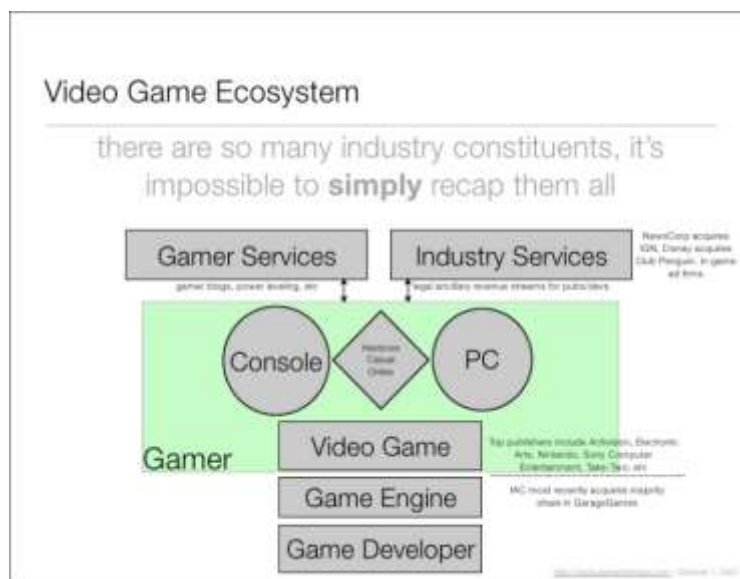 Video Game Ecosystem
there are so many industry constituents, it's
impossible to simply recap them all
Gamer Services
Industry Services
NewsCorp acquires
IGN, Disney acquires
Club Penguin, in game
ad firms
gamer blogs, power leveling, etc
legal ancillary revenue streams for pubs/devs
Console
Hardcore
Casual
Online
PC
Gamer
Video Game
Top publishers include Activision, Electronic
Arts, Nintendo, Sony Computer
Entertainment, Take-Two, etc
Game Engine
IAC most recently acquires majority
share in GarageGames
Game Developer